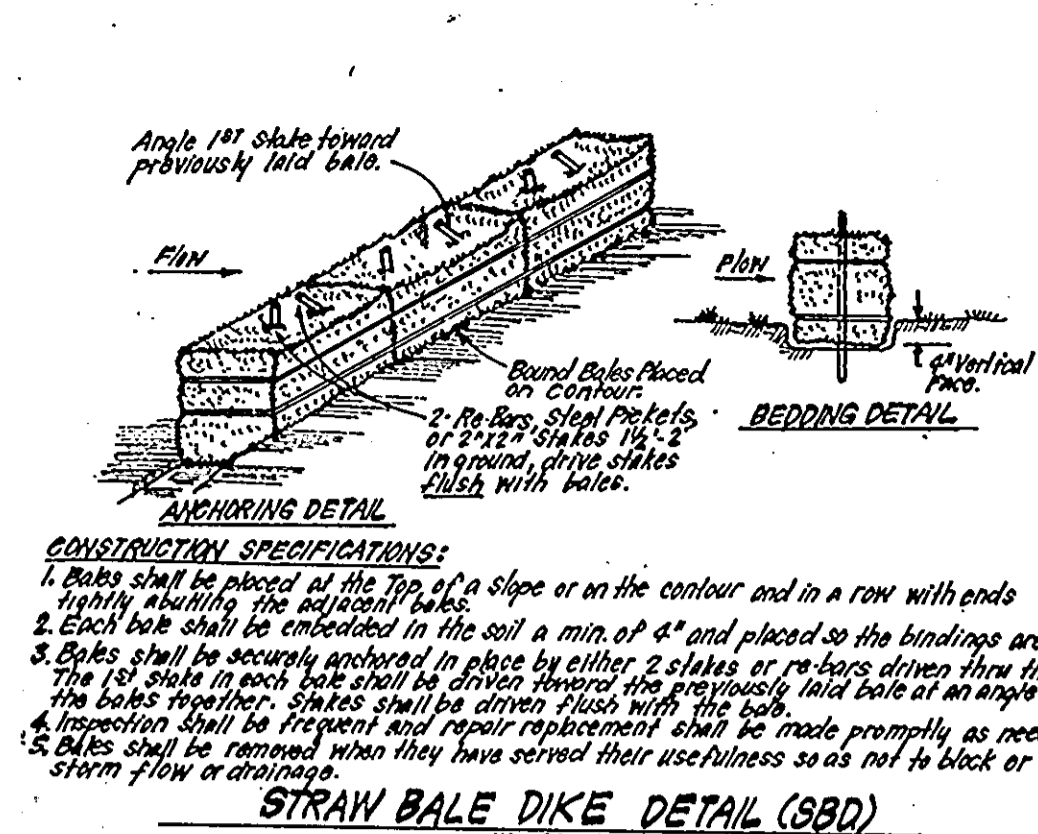 Angle 1ST stake toward
previously laid bale.
Flow
Bound Bales Placed
on contour.
2-Re-Bars, Steel Pickets,
or 2"x2" stakes 1½'-2'
in ground, drive stakes
flush with bales.
ANCHORING DETAIL
Flow
4" Vertical
Face.
BEDDING DETAIL
CONSTRUCTION SPECIFICATIONS:
1. Bales shall be placed at the Top of a slope or on the contour and in a row with ends
tightly abutting the adjacent bales.
2. Each bale shall be embedded in the soil a min. of 4" and placed so the bindings are
3. Bales shall be securely anchored in place by either 2 stakes or re-bars driven thru th
The 1st stake in each bale shall be driven toward the previously laid bale at an angle
the bales together. Stakes shall be driven flush with the bale.
4. Inspection shall be frequent and repair replacement shall be made promptly as nee
5. Bales shall be removed when they have served their usefulness so as not to block or
storm flow or drainage.
STRAW BALE DIKE DETAIL (SBD)